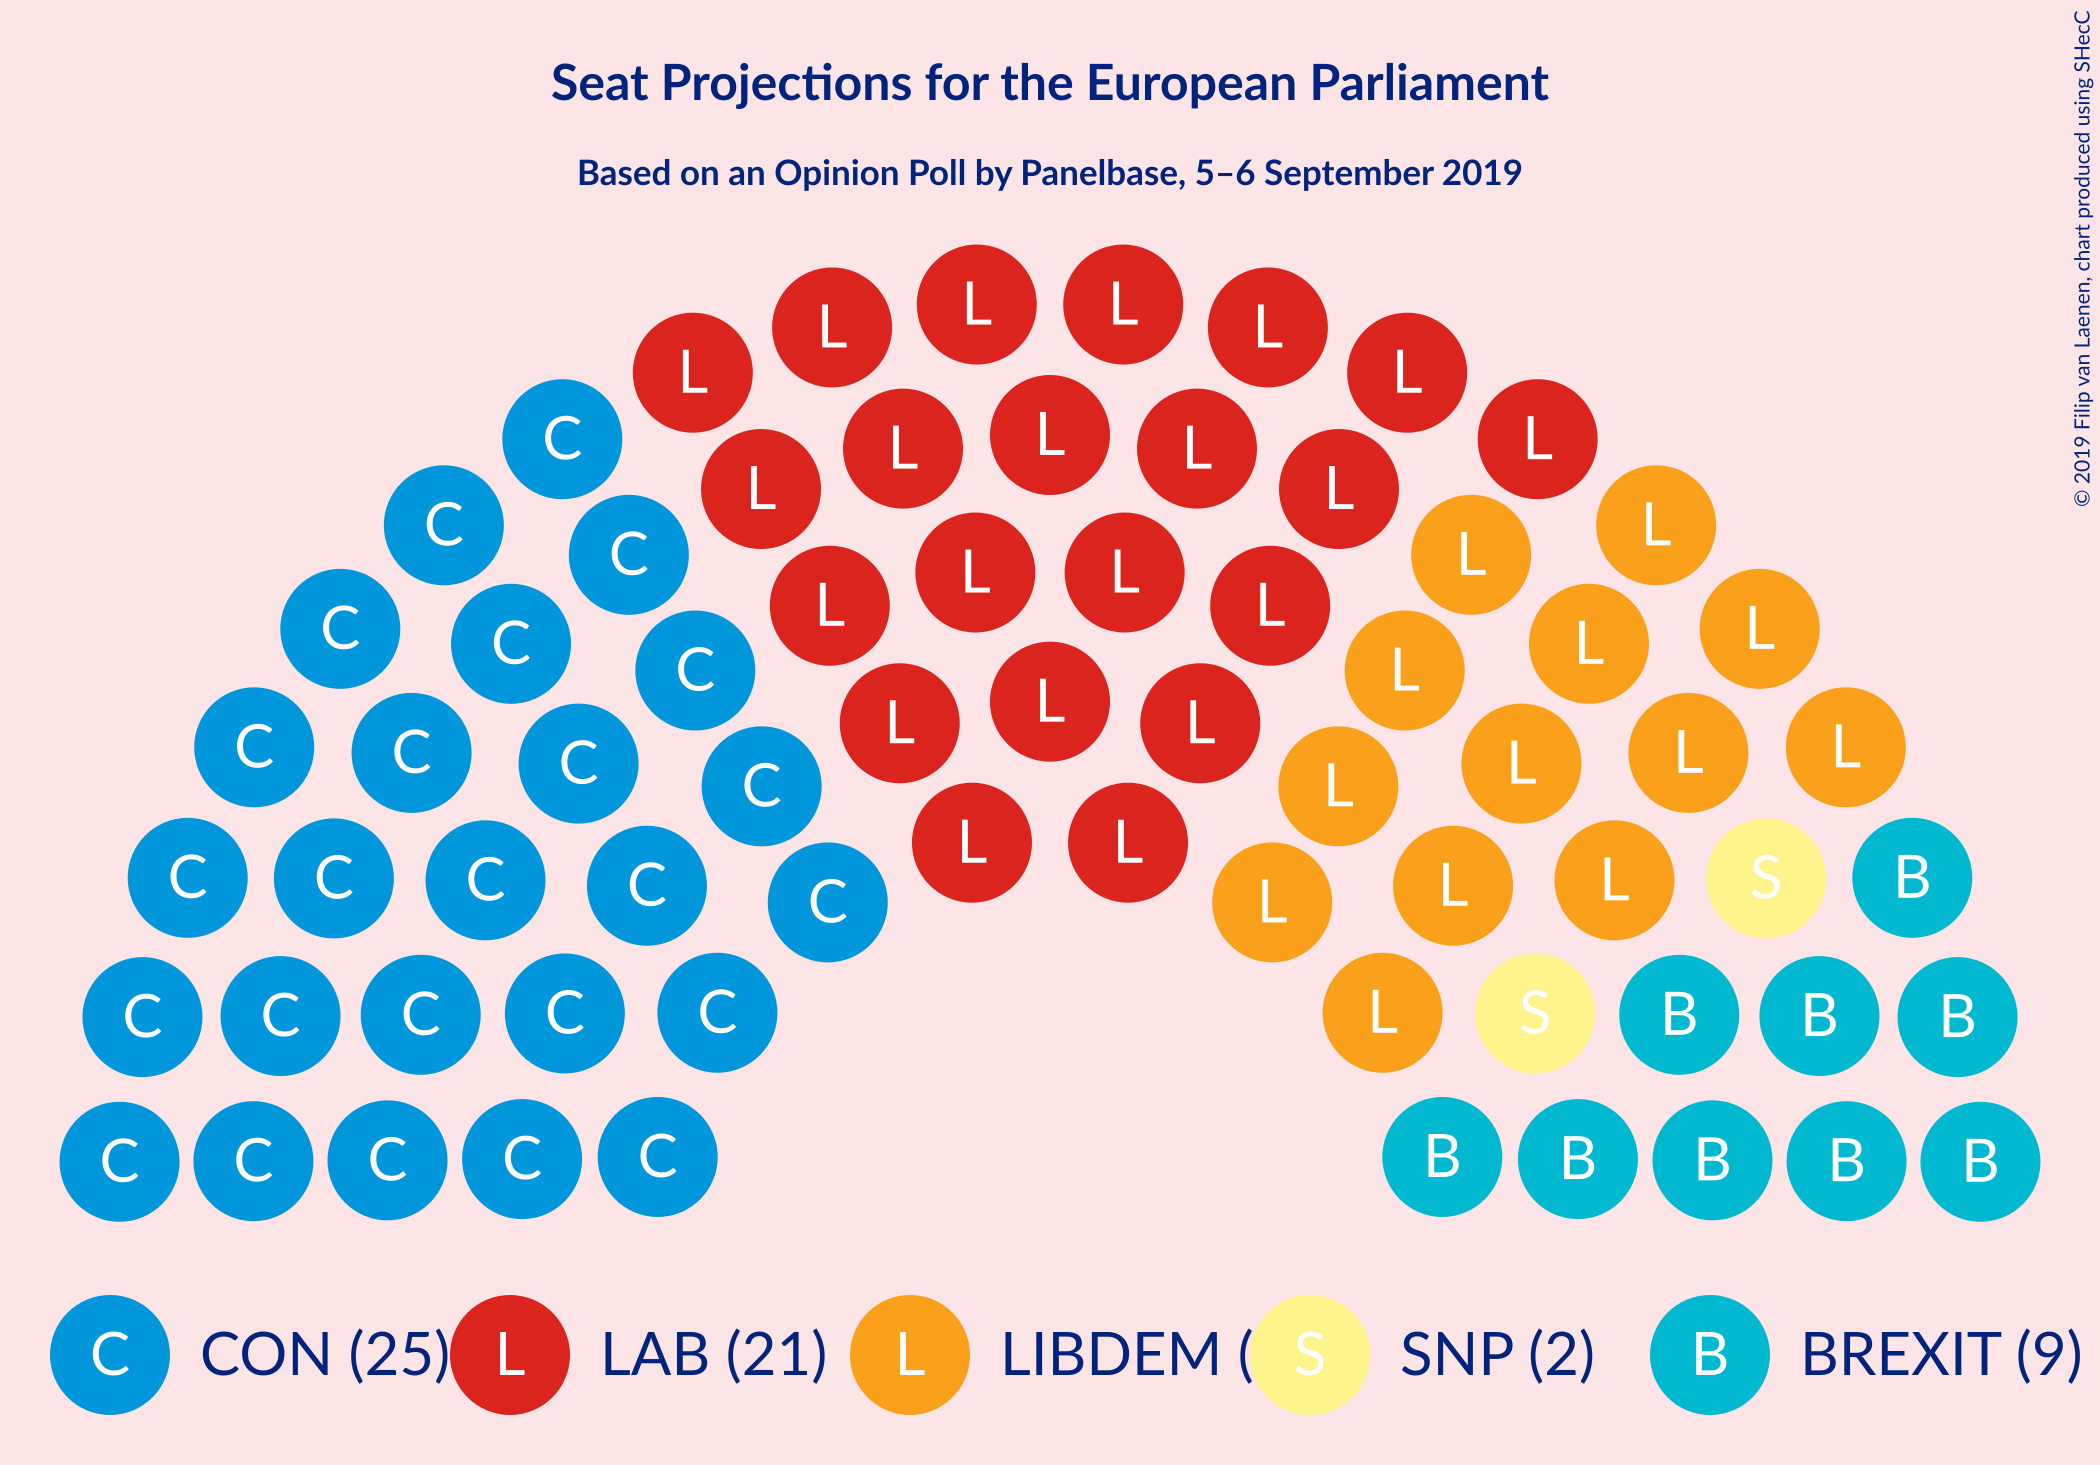 Seat Projections for the European Parliament
Based on an Opinion Poll by Panelbase, 5–6 September 2019
© 2019 Filip van Laenen, chart produced using SHecC
L L L L
L L
C L L L L L L
C C L L L L
C C L L L L L L
C C C L L L L
C C C C L L L L L L L
C C C C C L L L L L S B
C C C C C L S B B B
C C C C C B B B B B
C CON (25) L LAB (21) L LIBDEM ( S SNP (2) B BREXIT (9)